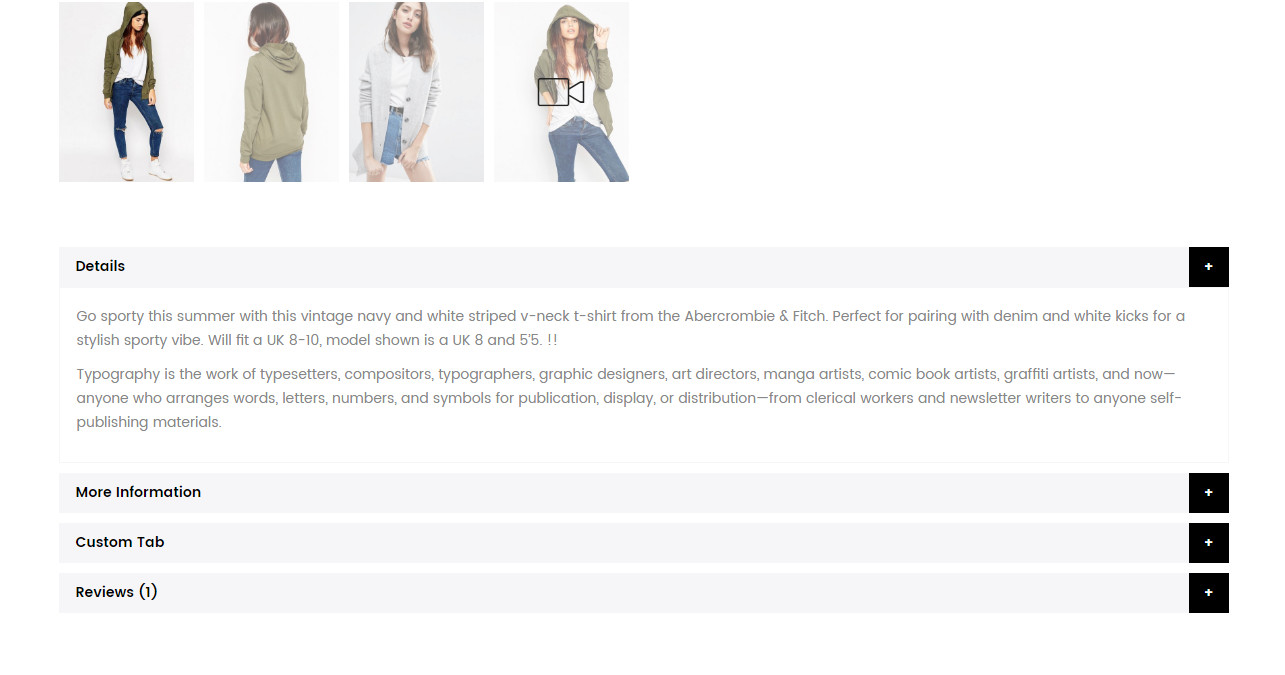 Details
+
Go sporty this summer with this vintage navy and white striped v-neck t-shirt from the Abercrombie & Fitch. Perfect for pairing with denim and white kicks for a
stylish sporty vibe. Will fit a UK 8-10, model shown is a UK 8 and 5’5. !!
Typography is the work of typesetters, compositors, typographers, graphic designers, art directors, manga artists, comic book artists, graffiti artists, and now—
anyone who arranges words, letters, numbers, and symbols for publication, display, or distribution—from clerical workers and newsletter writers to anyone self-
publishing materials.
More Information
+
Custom Tab
+
Reviews (1)
+